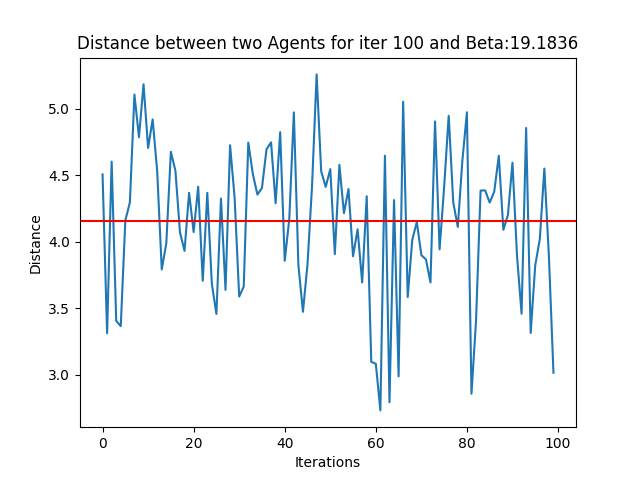 Distance between two Agents for iter 100 and Beta:19.1836
5.0
4.5
4.0
3.5
3.0
Distance
0 20 40 60 80 100
Iterations